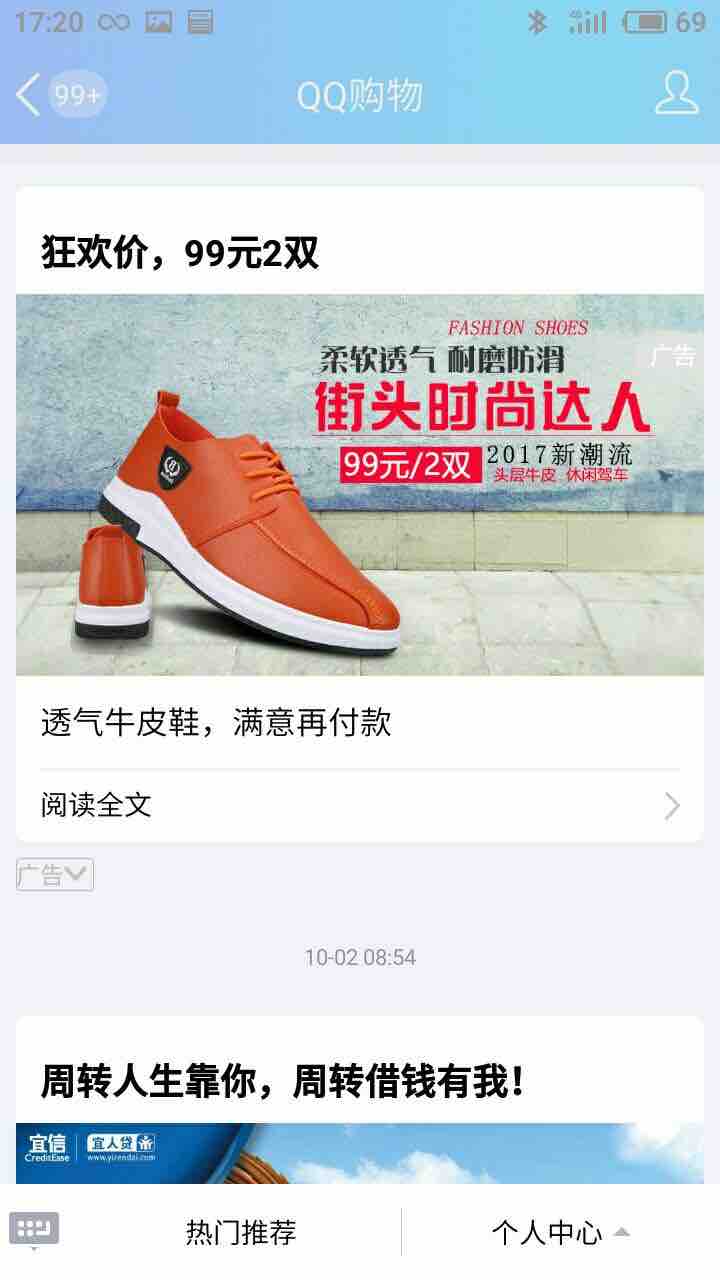 17:20
69
99+
QQ购物
狂欢价，99元2双
FASHION SHOES
柔软透气 耐磨防滑
广告
街头时尚达人
99元/2双 2017新潮流
头层牛皮 休闲驾车
透气牛皮鞋，满意再付款
阅读全文
广告
10-02 08:54
周转人生靠你，周转借钱有我！
宜信 宜人贷
CreditEase www.yirendai.com
热门推荐
个人中心